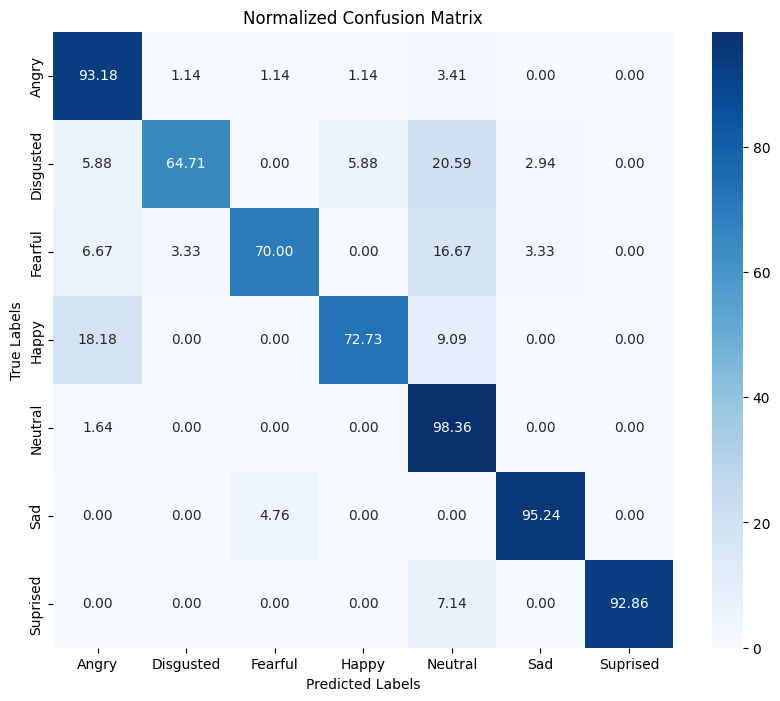 Normalized Confusion Matrix
True Labels
Angry 93.18 1.14 1.14 1.14 3.41 0.00 0.00
Disgusted 5.88 64.71 0.00 5.88 20.59 2.94 0.00
Fearful 6.67 3.33 70.00 0.00 16.67 3.33 0.00
Happy 18.18 0.00 0.00 72.73 9.09 0.00 0.00
Neutral 1.64 0.00 0.00 0.00 98.36 0.00 0.00
Sad 0.00 0.00 4.76 0.00 0.00 95.24 0.00
Suprised 0.00 0.00 0.00 0.00 7.14 0.00 92.86
Angry Disgusted Fearful Happy Neutral Sad Suprised
Predicted Labels
80
60
40
20
0